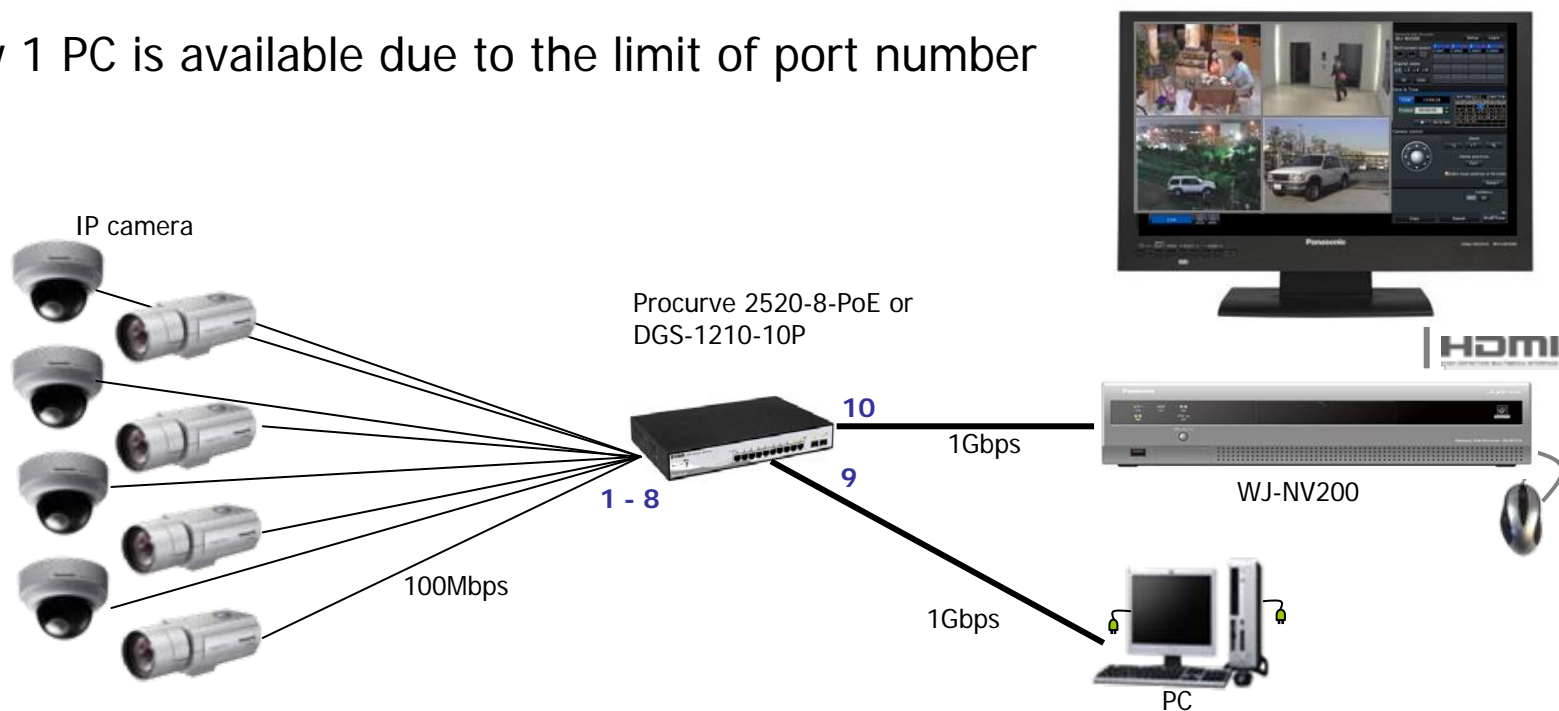 y 1 PC is available due to the limit of port number
IP camera
Procurve 2520-8-PoE or
DGS-1210-10P
10
1Gbps
9
1 - 8
100Mbps
1Gbps
PC
Panasonic
HDMI
WJ-NV200